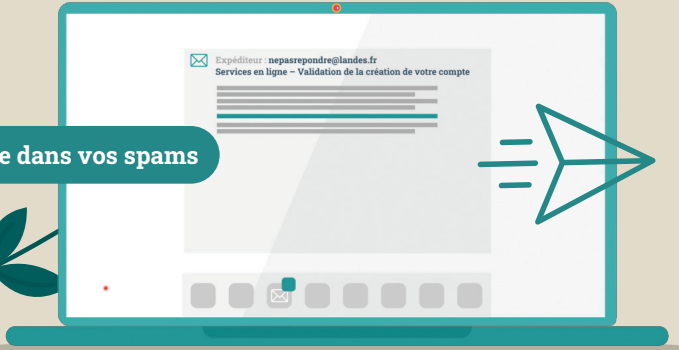 Expéditeur : nepasrepondre@landes.fr
Services en ligne – Validation de la création de votre compte
e dans vos spams